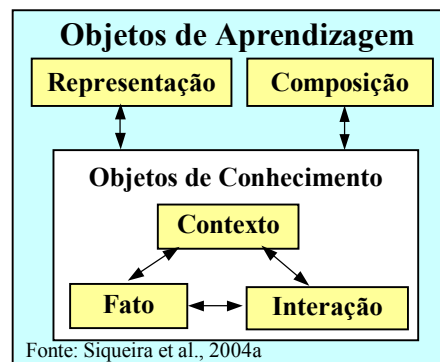 Objetos de Aprendizagem
Representação Composição
Objetos de Conhecimento
Contexto
Fato Interação
Fonte: Siqueira et al., 2004a